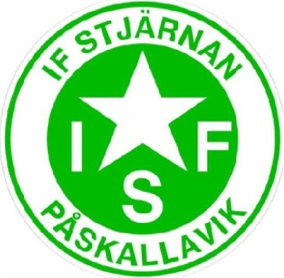 IF STJÄRNAN
I F
S
PÅSKALLAVIK